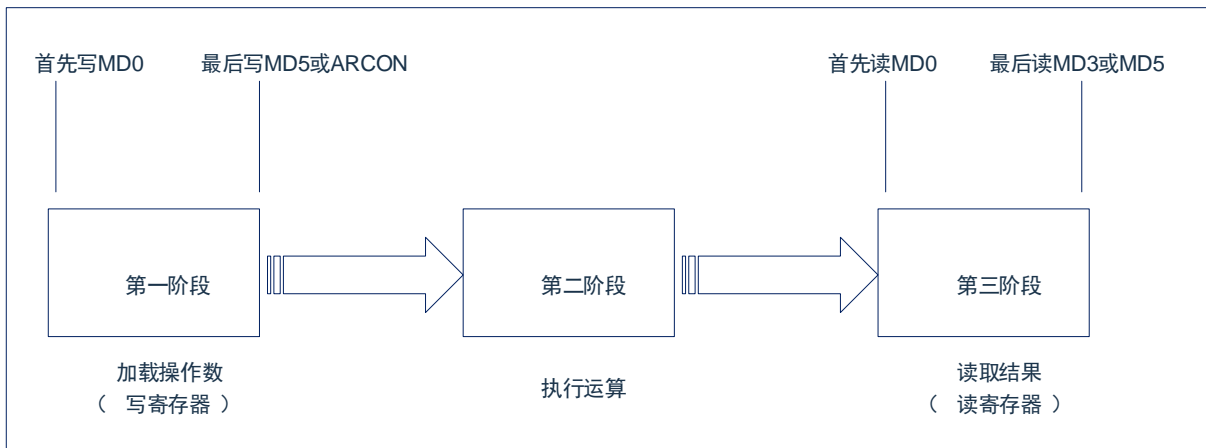 首先写MD0
最后写MD5或ARCON
首先读MD0
最后读MD3或MD5
第一阶段
第二阶段
第三阶段
加载操作数
（ 写寄存器 ）
执行运算
读取结果
（ 读寄存器 ）